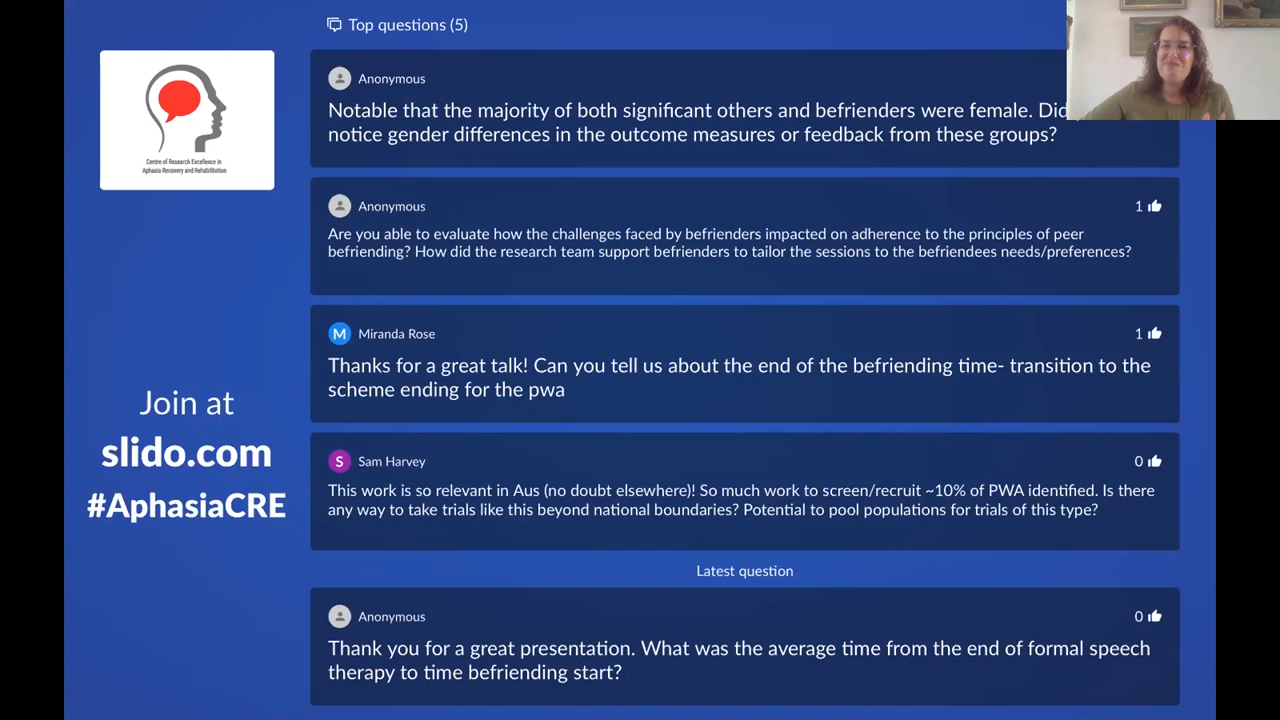 Top questions (5)
Centre of Research Excellence in
Aphasia Recovery and Rehabilitation
Anonymous
Notable that the majority of both significant others and befrienders were female. Did
notice gender differences in the outcome measures or feedback from these groups?
Anonymous
1
Are you able to evaluate how the challenges faced by befrienders impacted on adherence to the principles of peer
befriending? How did the research team support befrienders to tailor the sessions to the befriendees needs/preferences?
M Miranda Rose
1
Thanks for a great talk! Can you tell us about the end of the befriending time- transition to the
scheme ending for the pwa
Join at
slido.com
#AphasiaCRE
S Sam Harvey
0
This work is so relevant in Aus (no doubt elsewhere)! So much work to screen/recruit ~10% of PWA identified. Is there
any way to take trials like this beyond national boundaries? Potential to pool populations for trials of this type?
Latest question
Anonymous
0
Thank you for a great presentation. What was the average time from the end of formal speech
therapy to time befriending start?